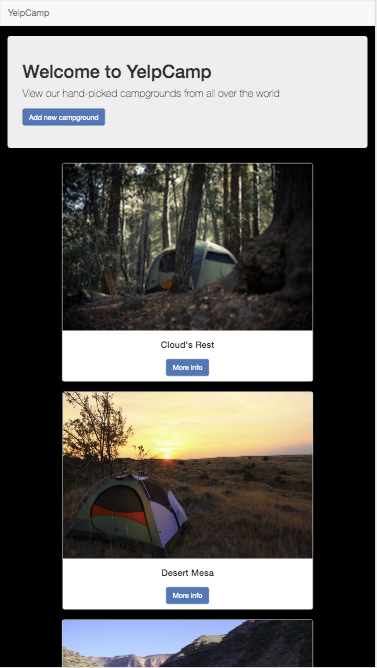 YelpCamp
Welcome to YelpCamp
View our hand-picked campgrounds from all over the world
Add new campground
Cloud's Rest
More info
Desert Mesa
More info